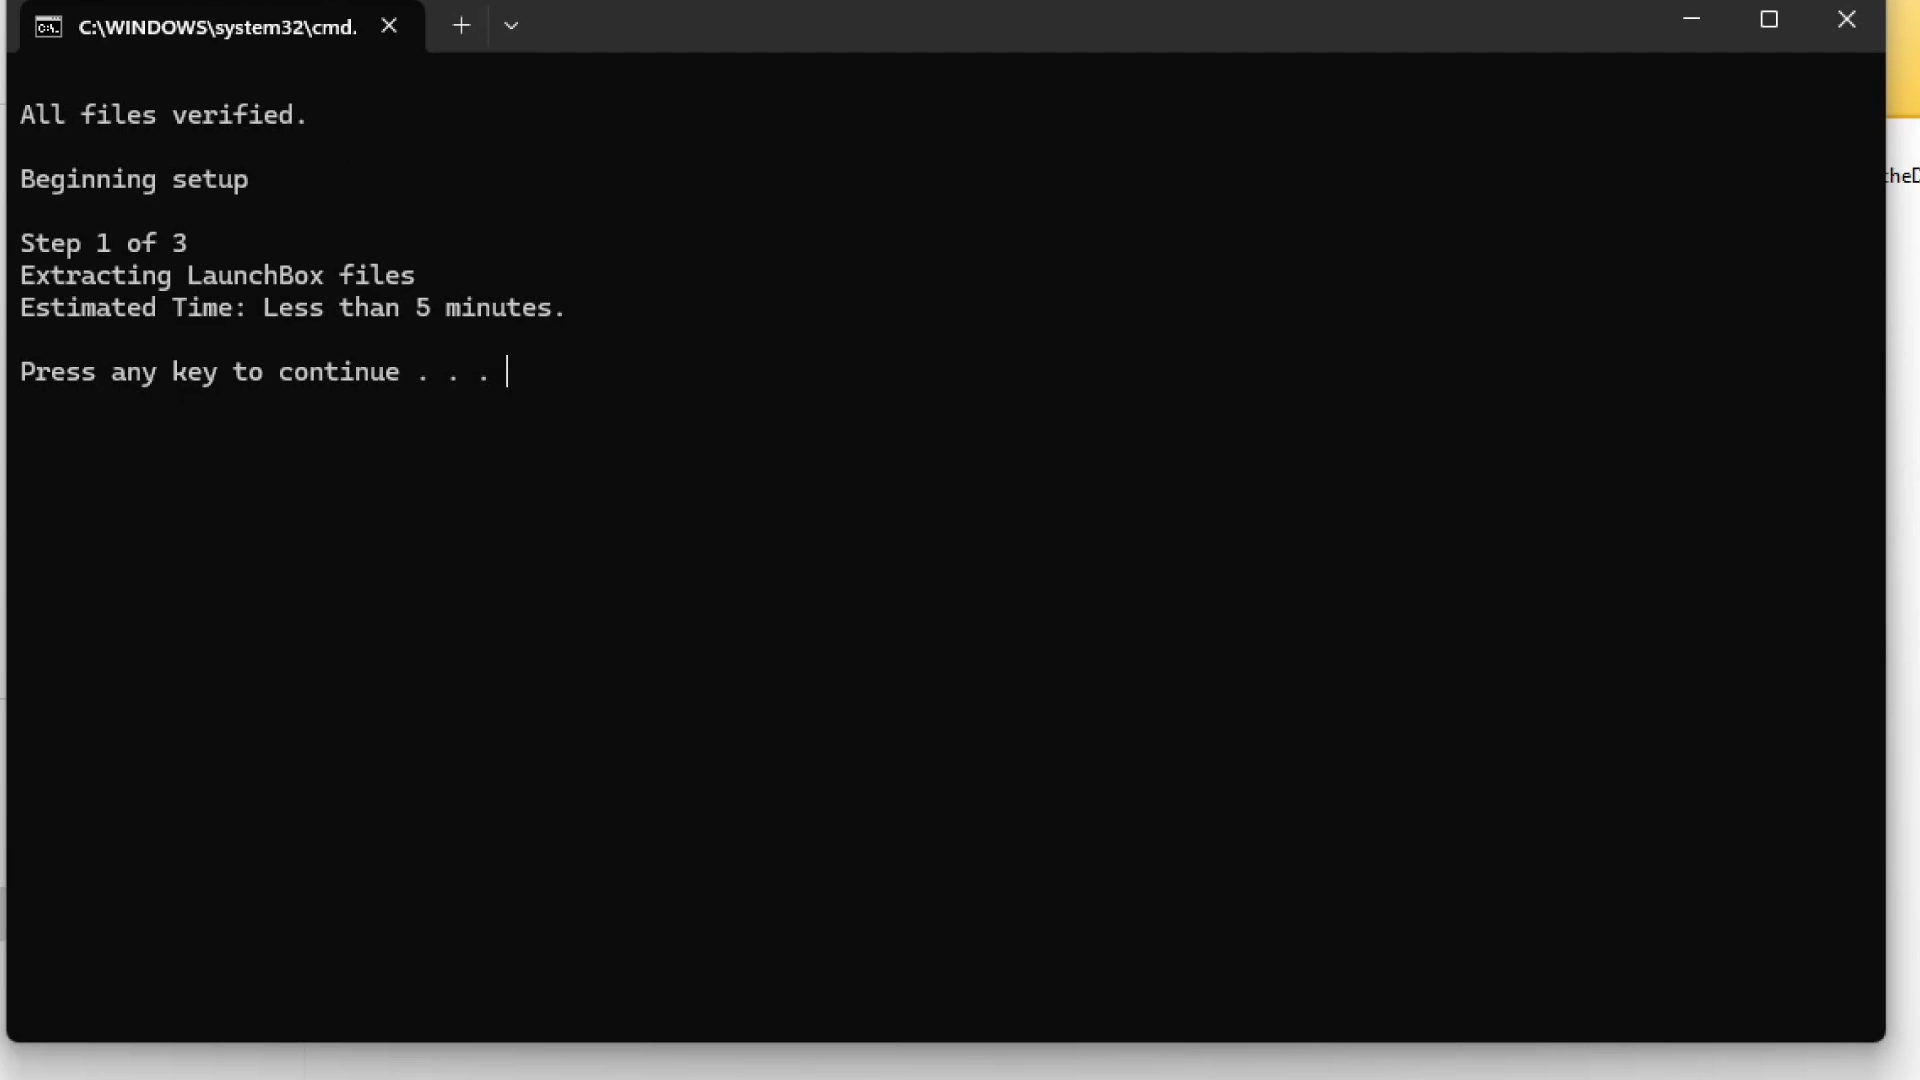 C:\WINDOWS\system32\cmd.
All files verified.
Beginning setup
Step 1 of 3
Extracting LaunchBox files
Estimated Time: Less than 5 minutes.
Press any key to continue . . .